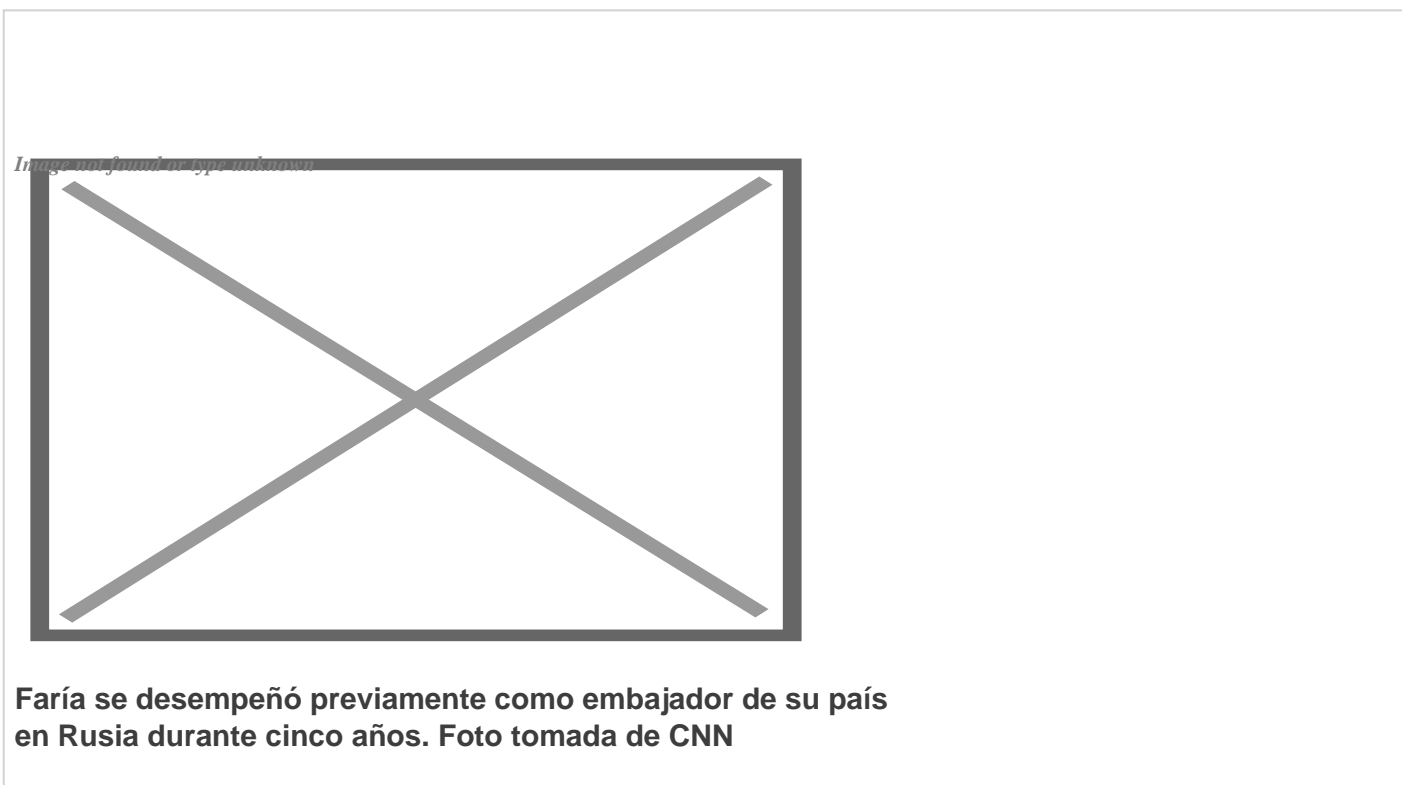 Image not found or type unknown
Faría se desempeñó previamente como embajador de su país
en Rusia durante cinco años. Foto tomada de CNN